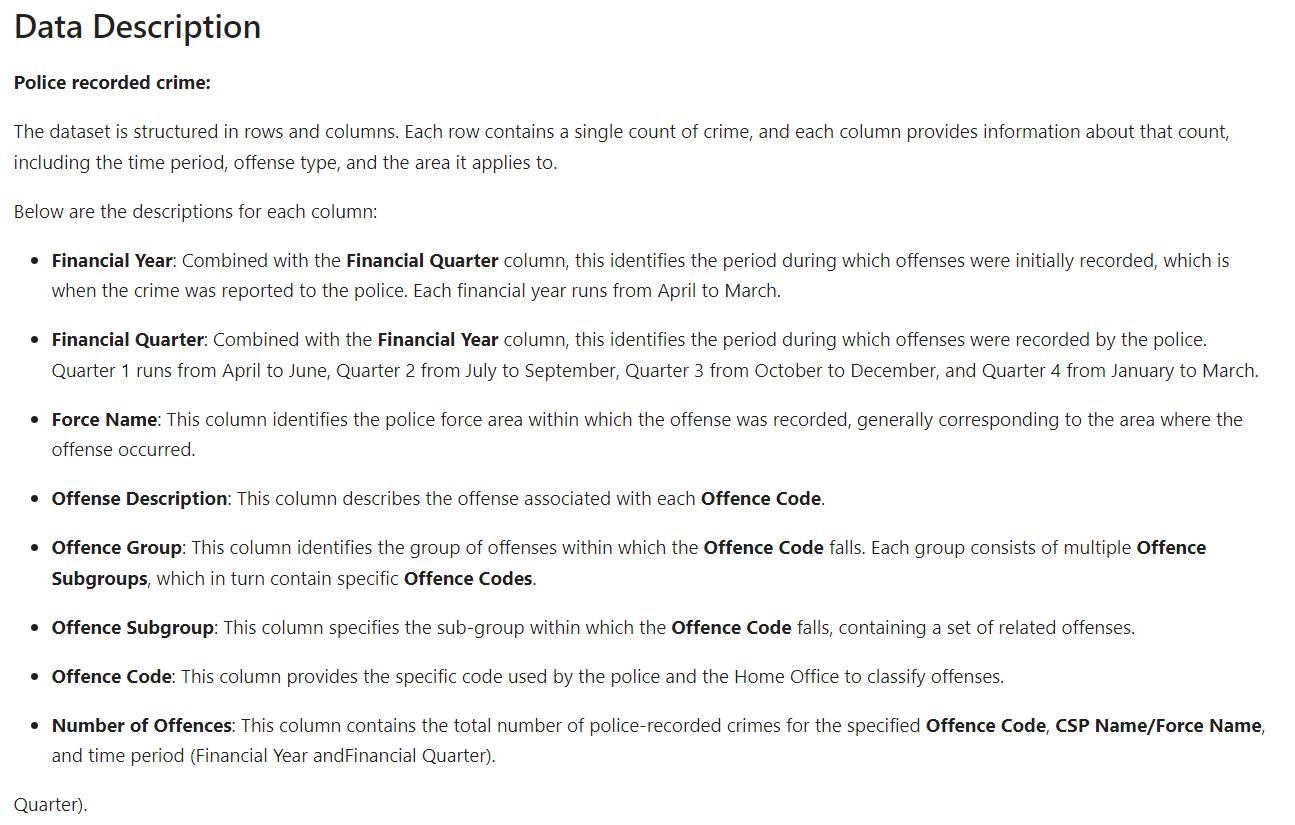 Data Description
Police recorded crime:
The dataset is structured in rows and columns. Each row contains a single count of crime, and each column provides information about that count,
including the time period, offense type, and the area it applies to.
Below are the descriptions for each column:
• Financial Year: Combined with the Financial Quarter column, this identifies the period during which offenses were initially recorded, which is
when the crime was reported to the police. Each financial year runs from April to March.
• Financial Quarter: Combined with the Financial Year column, this identifies the period during which offenses were recorded by the police.
Quarter 1 runs from April to June, Quarter 2 from July to September, Quarter 3 from October to December, and Quarter 4 from January to March.
• Force Name: This column identifies the police force area within which the offense was recorded, generally corresponding to the area where the
offense occurred.
• Offense Description: This column describes the offense associated with each Offence Code.
• Offence Group: This column identifies the group of offenses within which the Offence Code falls. Each group consists of multiple Offence
Subgroups, which in turn contain specific Offence Codes.
• Offence Subgroup: This column specifies the sub-group within which the Offence Code falls, containing a set of related offenses.
• Offence Code: This column provides the specific code used by the police and the Home Office to classify offenses.
• Number of Offences: This column contains the total number of police-recorded crimes for the specified Offence Code, CSP Name/Force Name,
and time period (Financial Year andFinancial Quarter).
Quarter).